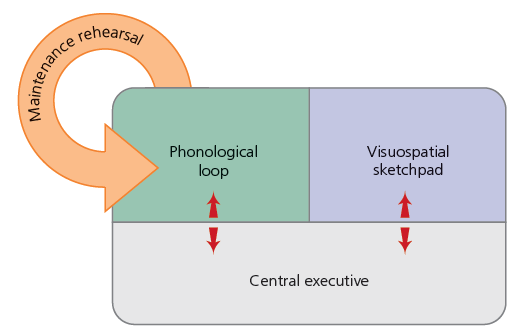 Maintenance rehearsal
Phonological
loop
Visuospatial
sketchpad
Central executive